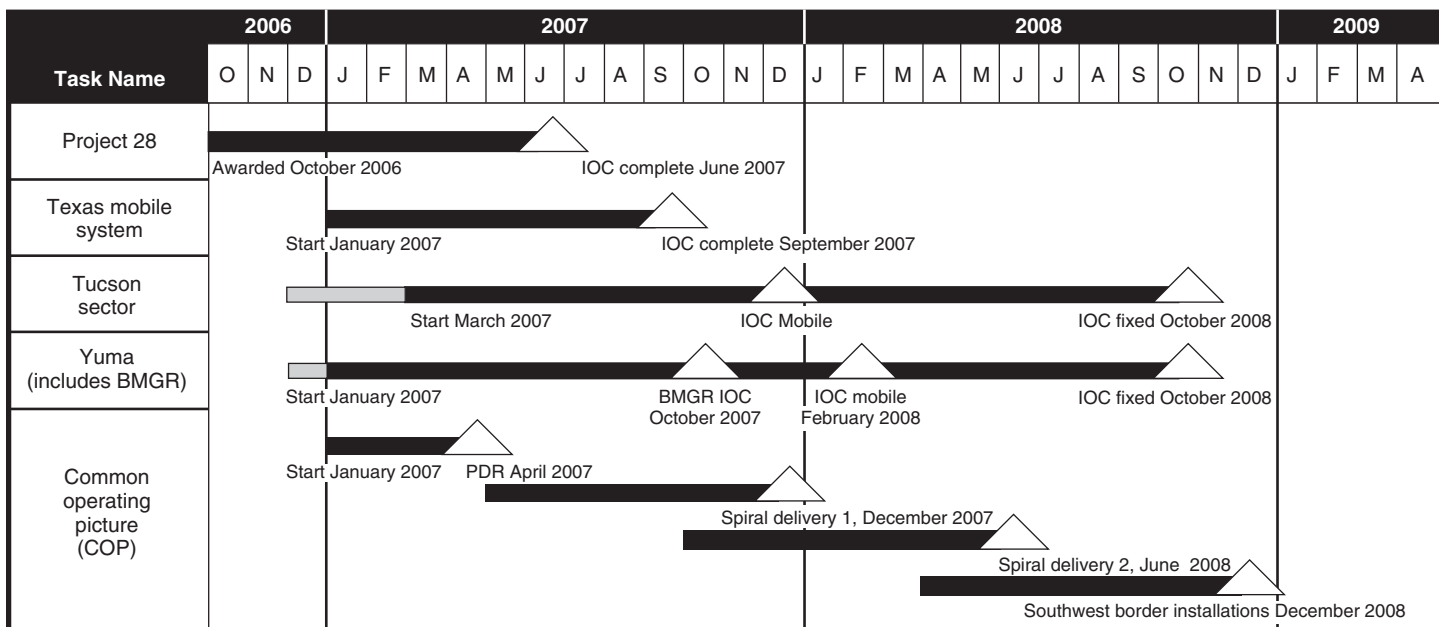 2006 2007 2008 2009
Task Name O N D J F M A M J J A S O N D J F M A M J J A S O N D J F M A
Project 28
Awarded October 2006 IOC complete June 2007
Texas mobile
system
Start January 2007 IOC complete September 2007
Tucson
sector
Start March 2007 IOC Mobile IOC fixed October 2008
Yuma
(includes BMGR)
Start January 2007 BMGR IOC IOC mobile IOC fixed October 2008
October 2007 February 2008
Common
operating
picture
(COP)
Start January 2007 PDR April 2007
Spiral delivery 1, December 2007
Spiral delivery 2, June 2008
Southwest border installations December 2008